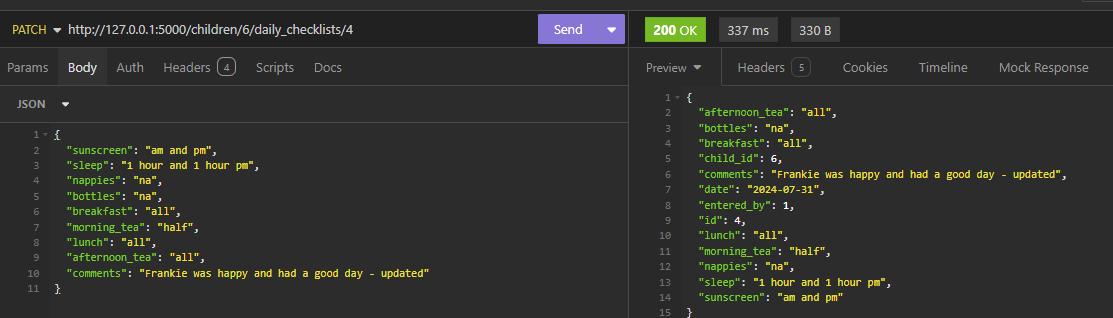 PATCH http://127.0.0.1:5000/children/6/daily_checklists/4 Send
Params Body Auth Headers 4 Scripts Docs
JSON
1 {
2 "sunscreen": "am and pm",
3 "sleep": "1 hour and 1 hour pm",
4 "nappies": "na",
5 "bottles": "na",
6 "breakfast": "all",
7 "morning_tea": "half",
8 "lunch": "all",
9 "afternoon_tea": "all",
10 "comments": "Frankie was happy and had a good day - updated"
11 }
200 OK 337 ms 330 B
Preview Headers 5 Cookies Timeline Mock Response
1 {
2 "afternoon_tea": "all",
3 "bottles": "na",
4 "breakfast": "all",
5 "child_id": 6,
6 "comments": "Frankie was happy and had a good day - updated",
7 "date": "2024-07-31",
8 "entered_by": 1,
9 "id": 4,
10 "lunch": "all",
11 "morning_tea": "half",
12 "nappies": "na",
13 "sleep": "1 hour and 1 hour pm",
14 "sunscreen": "am and pm"
15 }